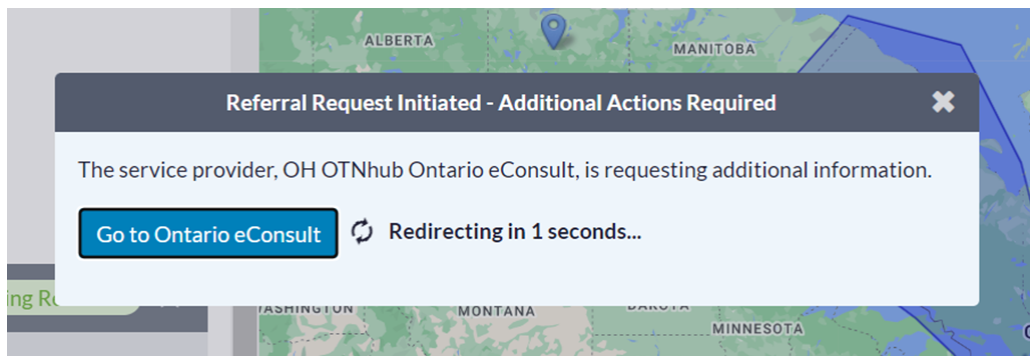 ALBERTA
MANITOBA
Referral Request Initiated - Additional Actions Required
The service provider, OH OTNhub Ontario eConsult, is requesting additional information.
Go to Ontario eConsult
Redirecting in 1 seconds...
MONTANA
MINNESOTA